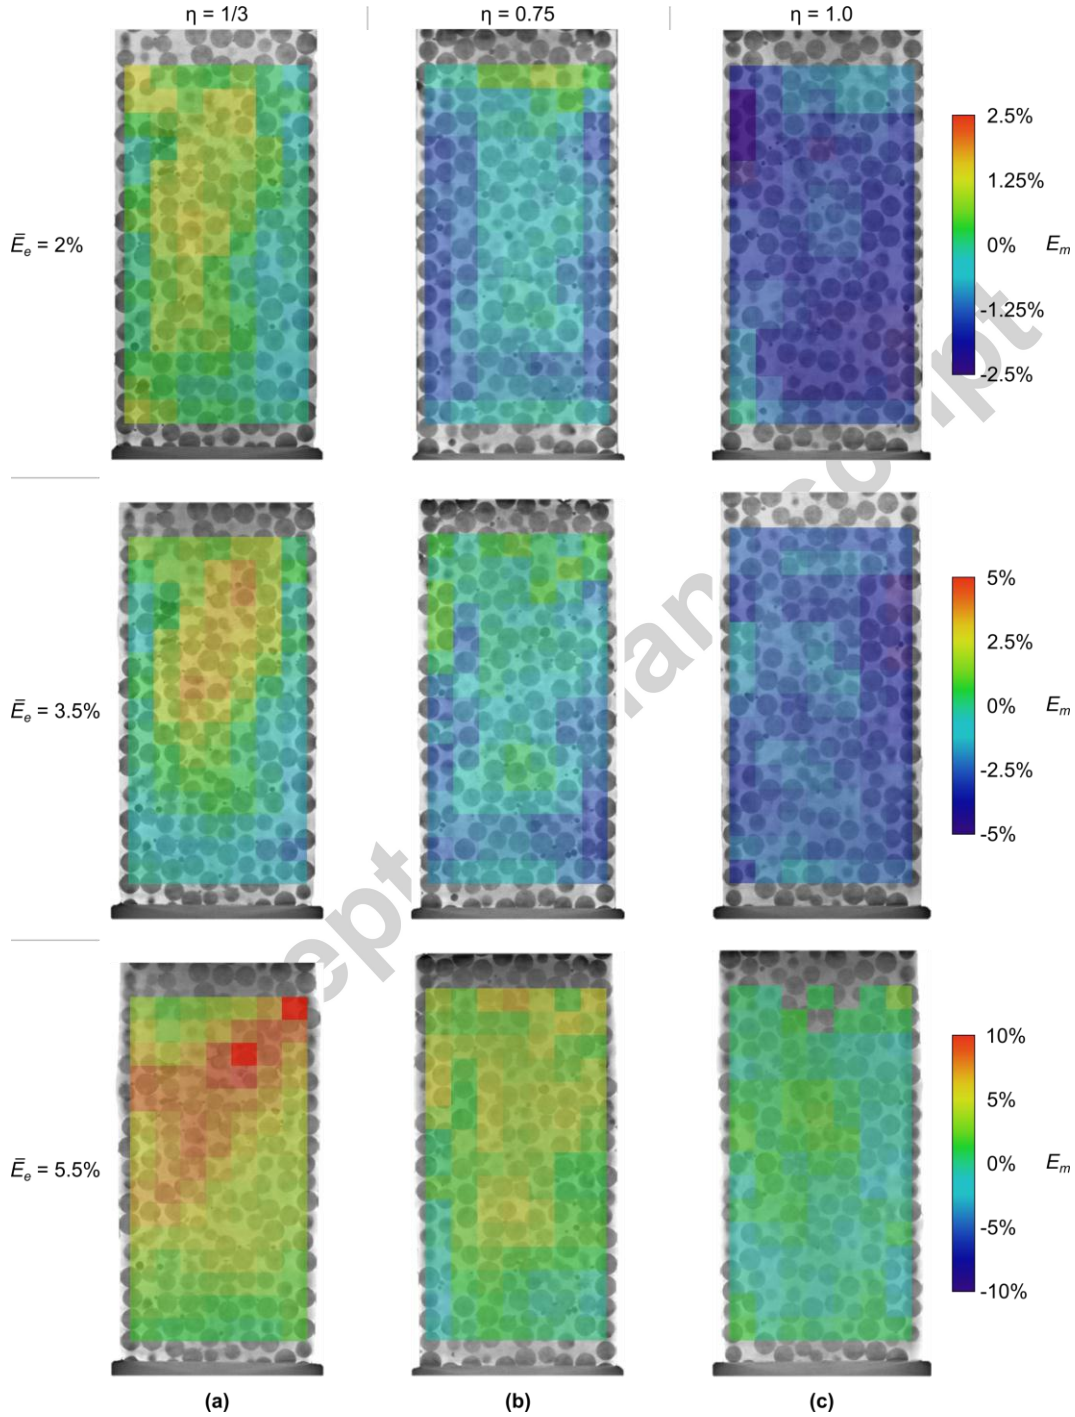 η = 1/3
η = 0.75
η = 1.0
Ē_e = 2%
2.5%
1.25%
0%
-1.25%
-2.5%
E_m
Ē_e = 3.5%
5%
2.5%
0%
-2.5%
-5%
E_m
Ē_e = 5.5%
10%
5%
0%
-5%
-10%
E_m
(a)
(b)
(c)